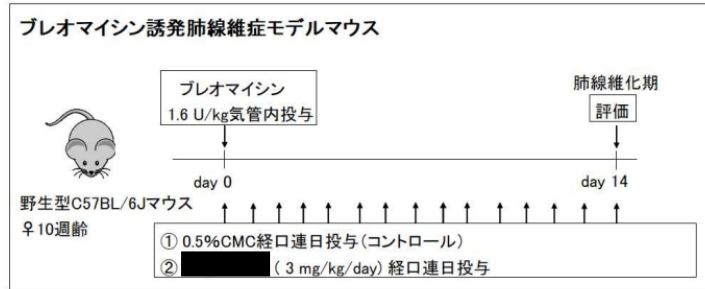 ブレオマイシン誘発肺線維症モデルマウス
ブレオマイシン
1.6 U/kg気管内投与
肺線維化期
評価
day 0
day 14
野生型C57BL/6Jマウス
♀10週齢
① 0.5%CMC経口連日投与(コントロール)
② ( 3 mg/kg/day) 経口連日投与